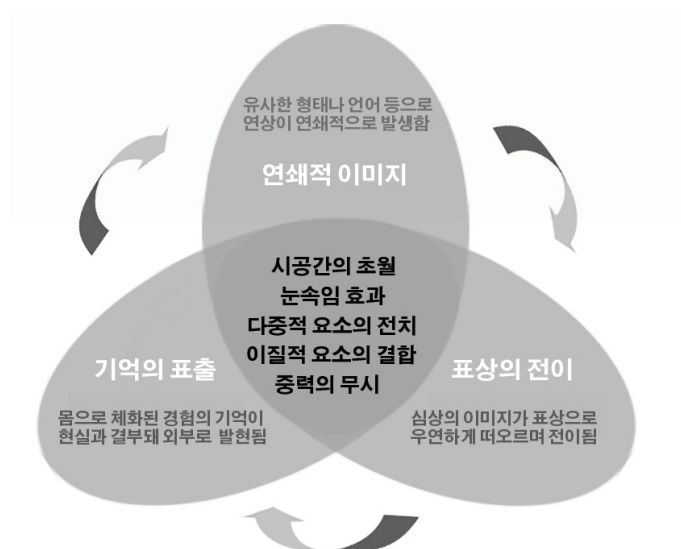 유사한 형태나 언어 등으로
연상이 연쇄적으로 발생함
연쇄적 이미지
시공간의 초월
눈속임 효과
다중적 요소의 전치
이질적 요소의 결합
중력의 무시
기억의 표출
몸으로 체화된 경험의 기억이
현실과 결부돼 외부로 발현됨
표상의 전이
심상의 이미지가 표상으로
우연하게 떠오르며 전이됨